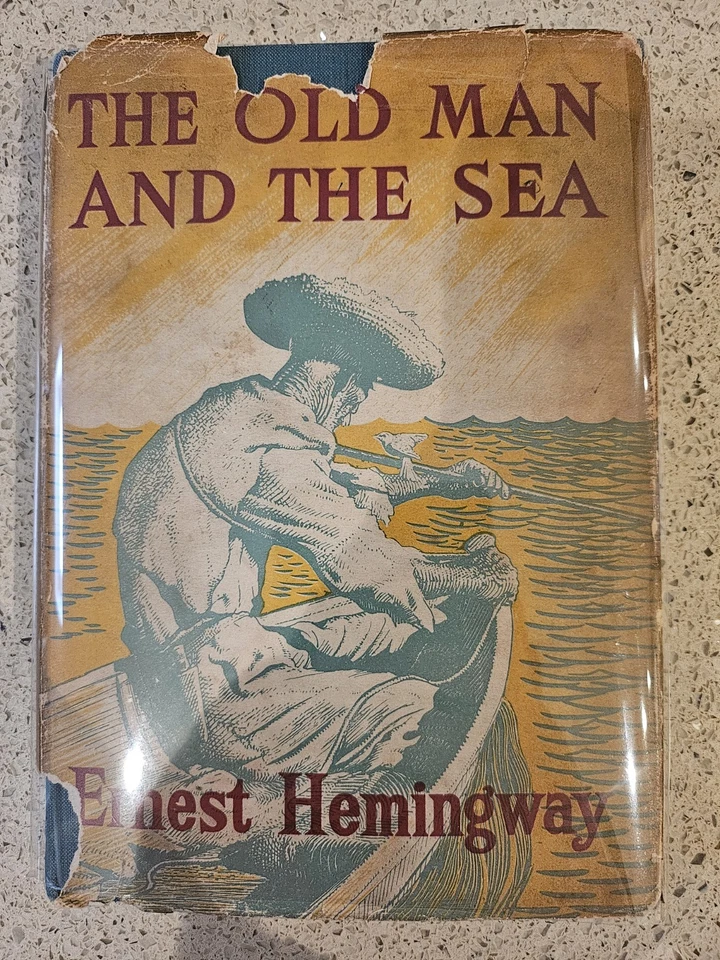 THE OLD MAN
AND THE SEA
Ernest Hemingway